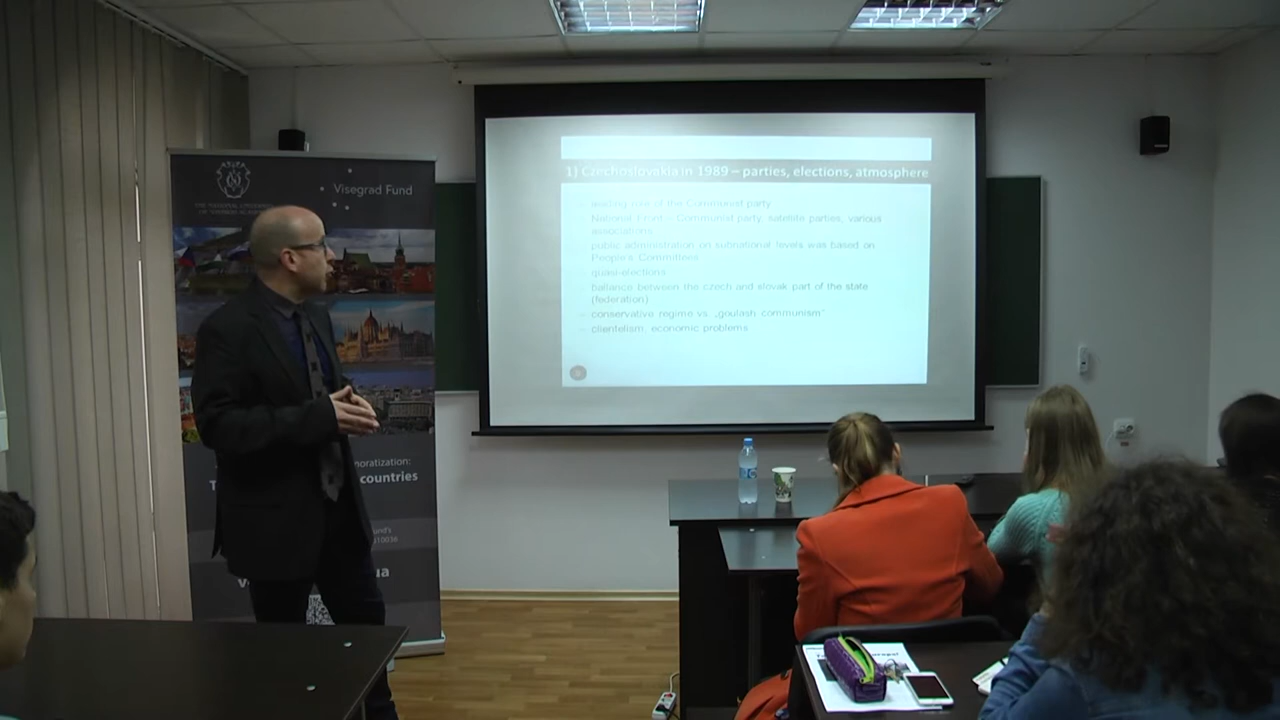 Visegrad Fund
1) Czechoslovakia in 1989 – parties, elections, atmosphere
leading role of the Communist party
National Front – Communist party, satellite parties, various
associations
public administration on subnational levels was based on
People's Committees
quasi-elections
ballance between the czech and slovak part of the state
(federation)
conservative regime vs. „goulash communism"
clientelism, economic problems
countries